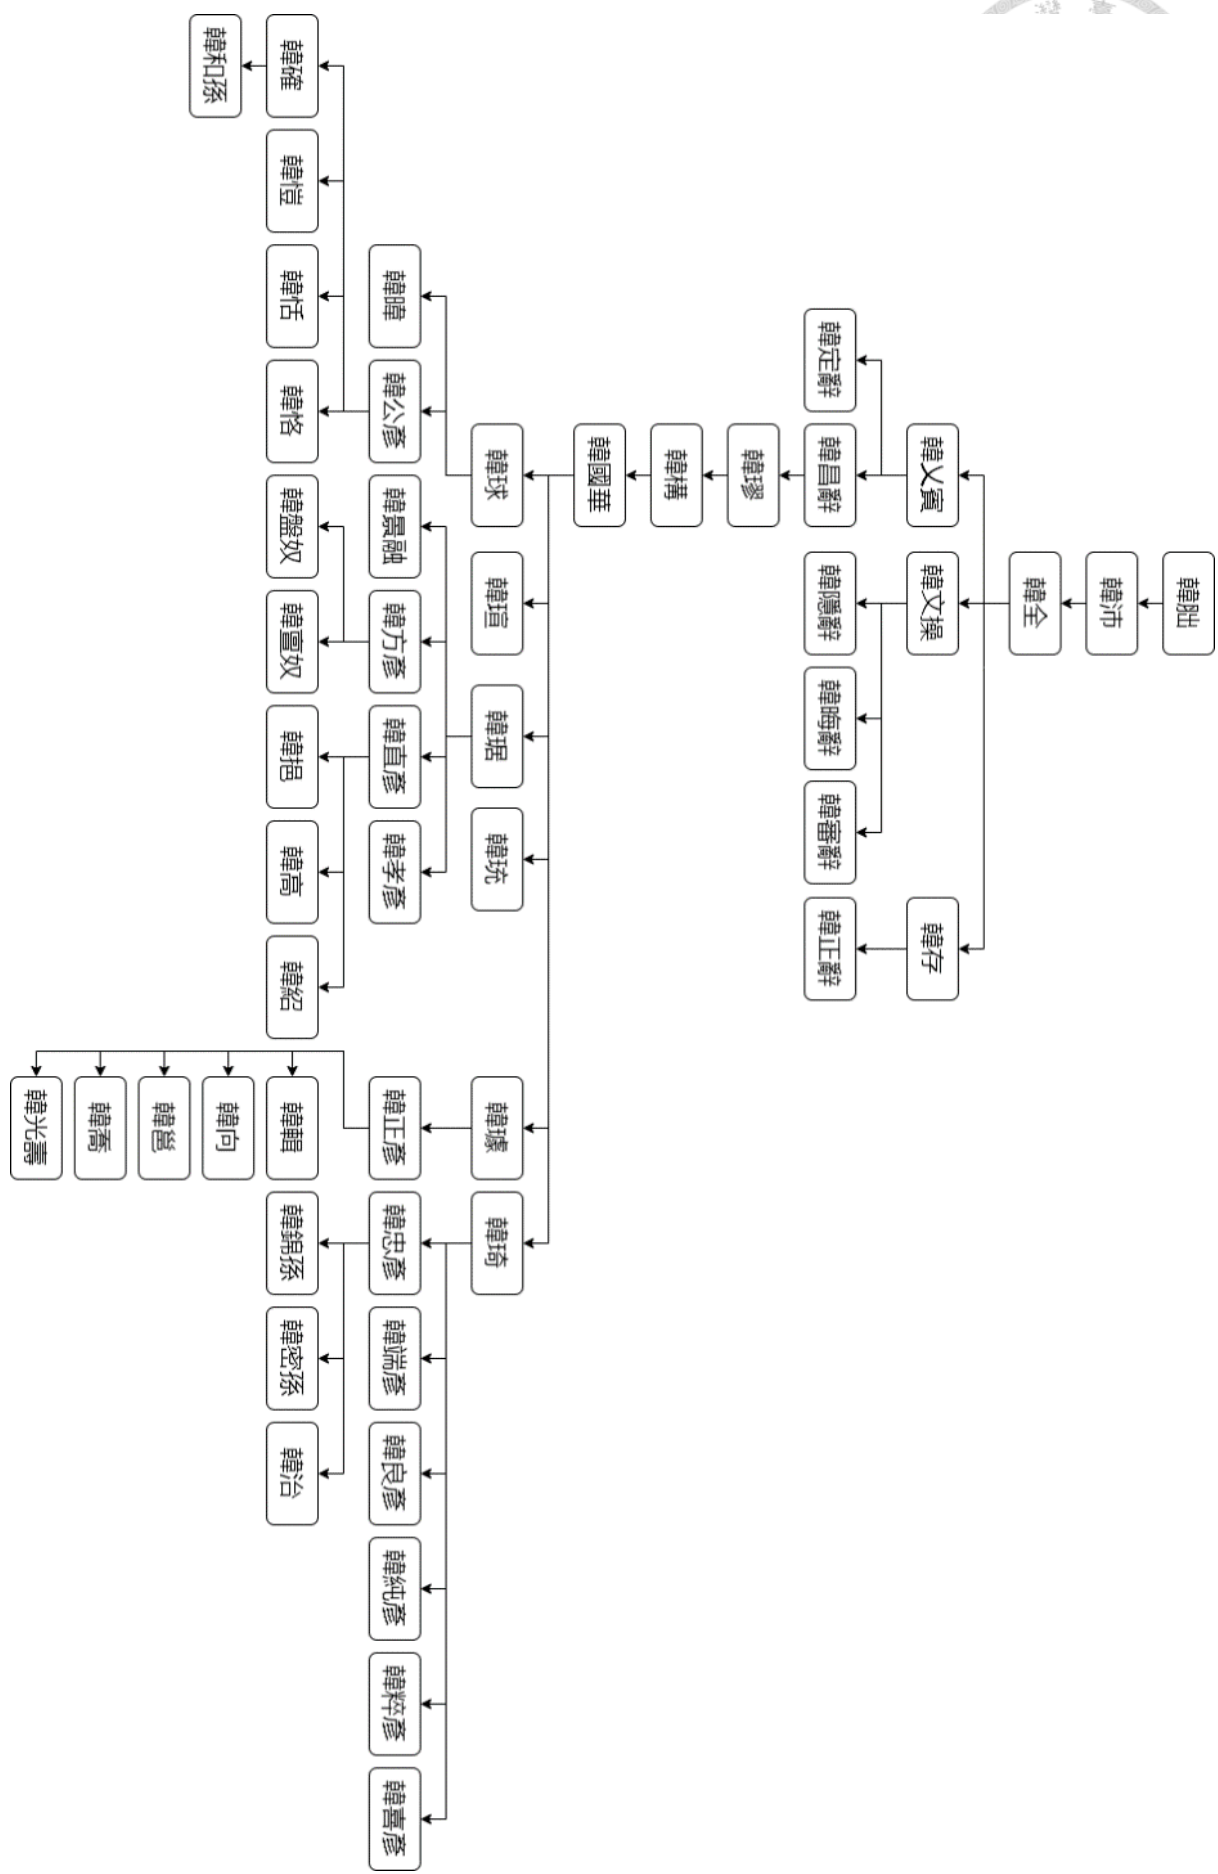 韓朏
韓沛
韓全
韓乂賓
韓文操
韓存
韓定辭
韓昌辭
韓隱辭
韓晦辭
韓審辭
韓正辭
韓璆
韓構
韓國華
韓球
韓瑄
韓琚
韓琉
韓璩
韓琦
韓暐
韓公彥
韓景融
韓方彥
韓直彥
韓孝彥
韓正彥
韓忠彥
韓端彥
韓良彥
韓純彥
韓粹彥
韓嘉彥
韓確
韓愷
韓恬
韓恪
韓盤奴
韓亶奴
韓挹
韓高
韓紹
韓輯
韓錦孫
韓密孫
韓治
韓和孫
韓向
韓邕
韓喬
韓光壽